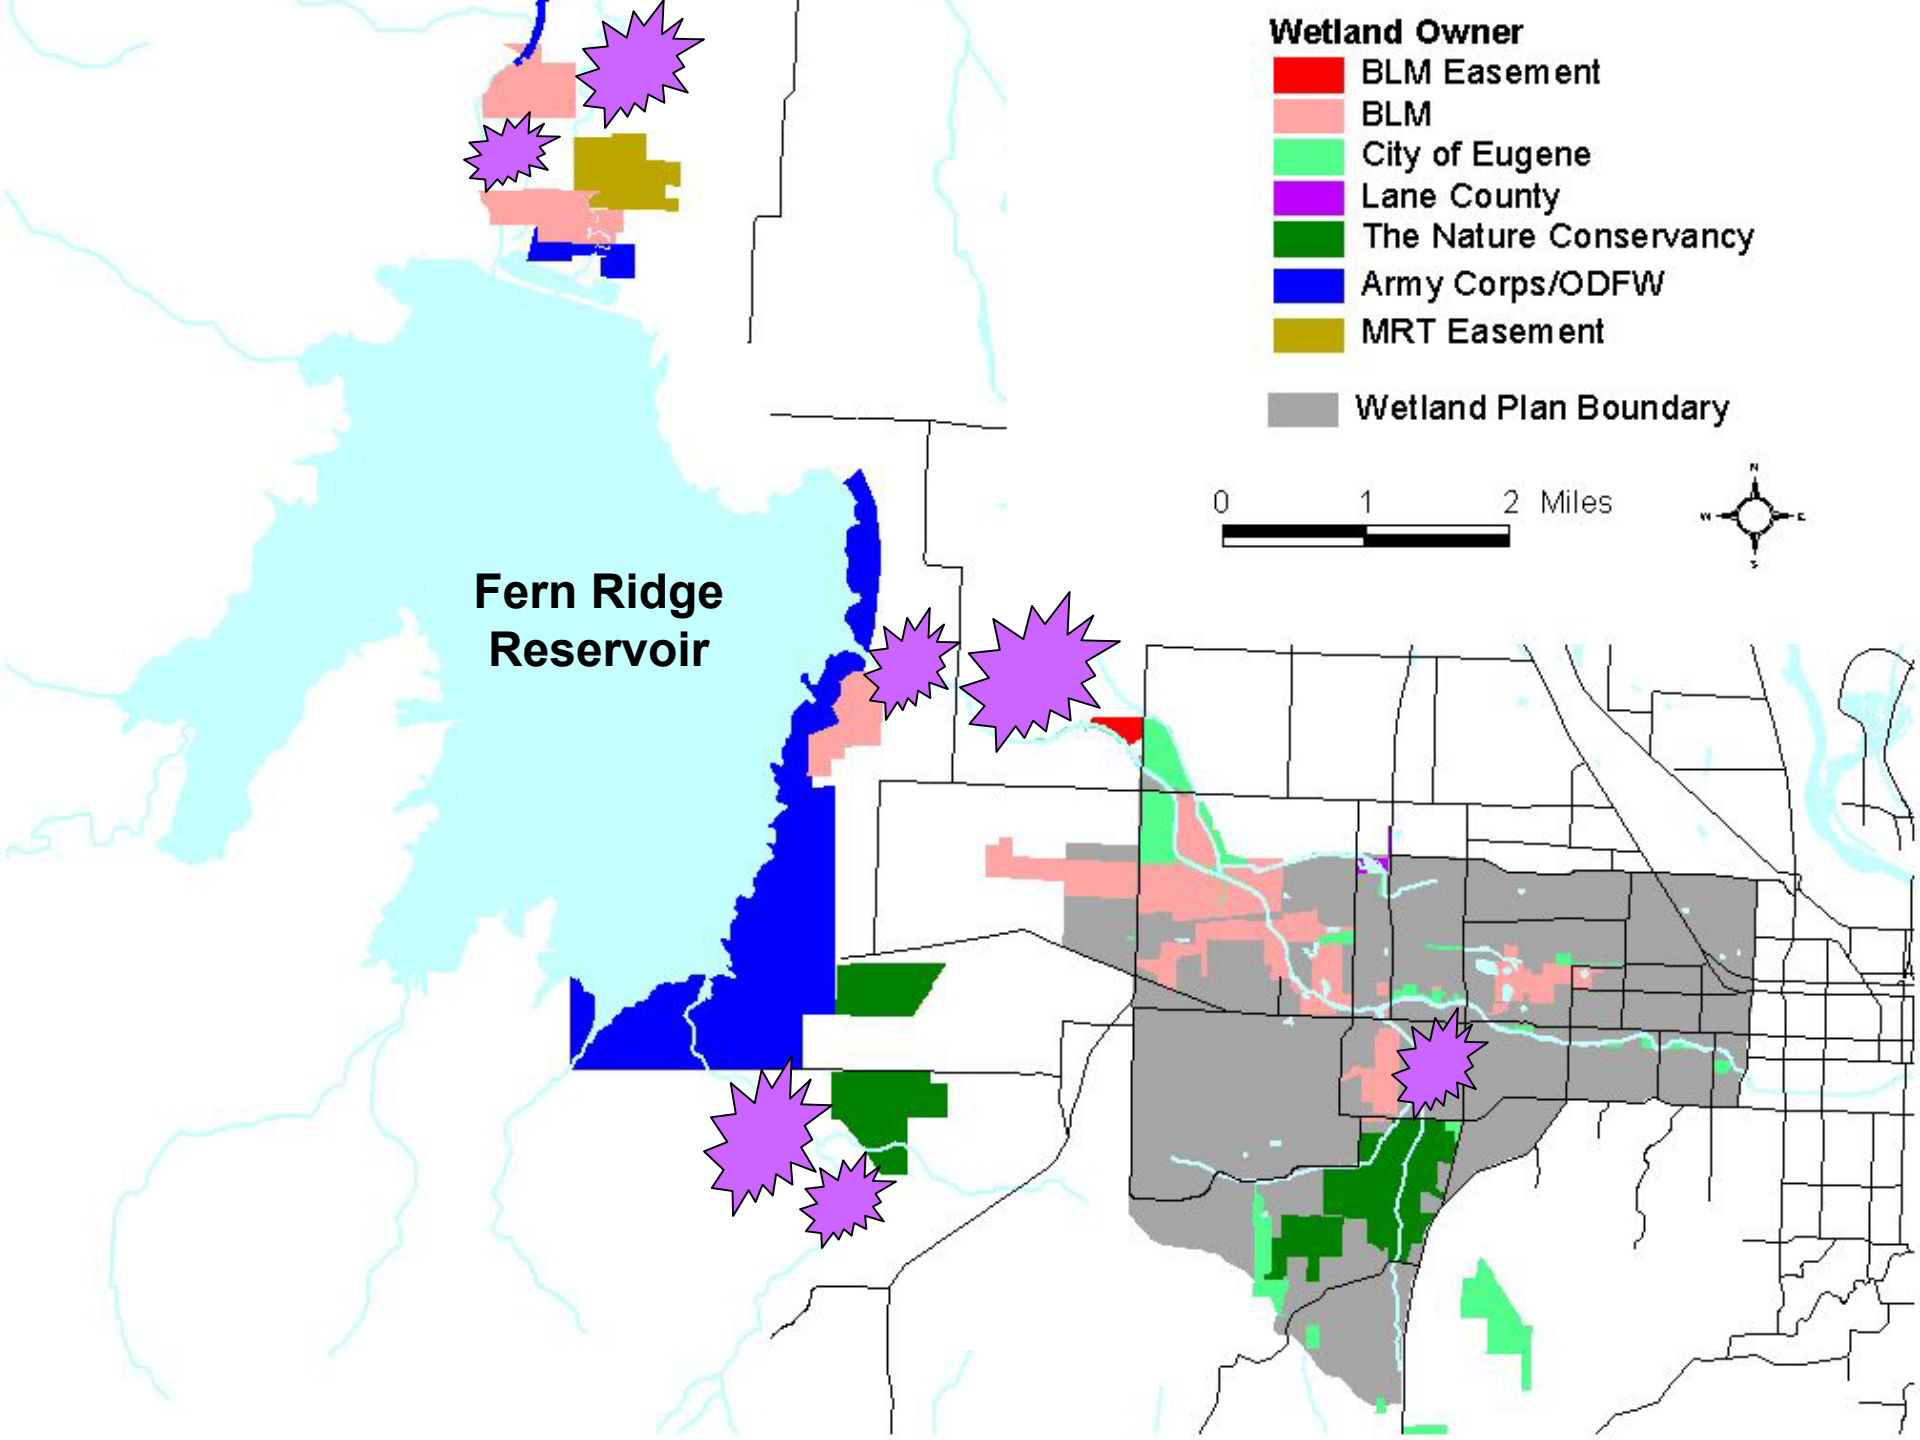 Wetland Owner
BLM Easement
BLM
City of Eugene
Lane County
The Nature Conservancy
Army Corps/ODFW
MRT Easement
Wetland Plan Boundary
0 1 2 Miles
N
W E
S
Fern Ridge
Reservoir